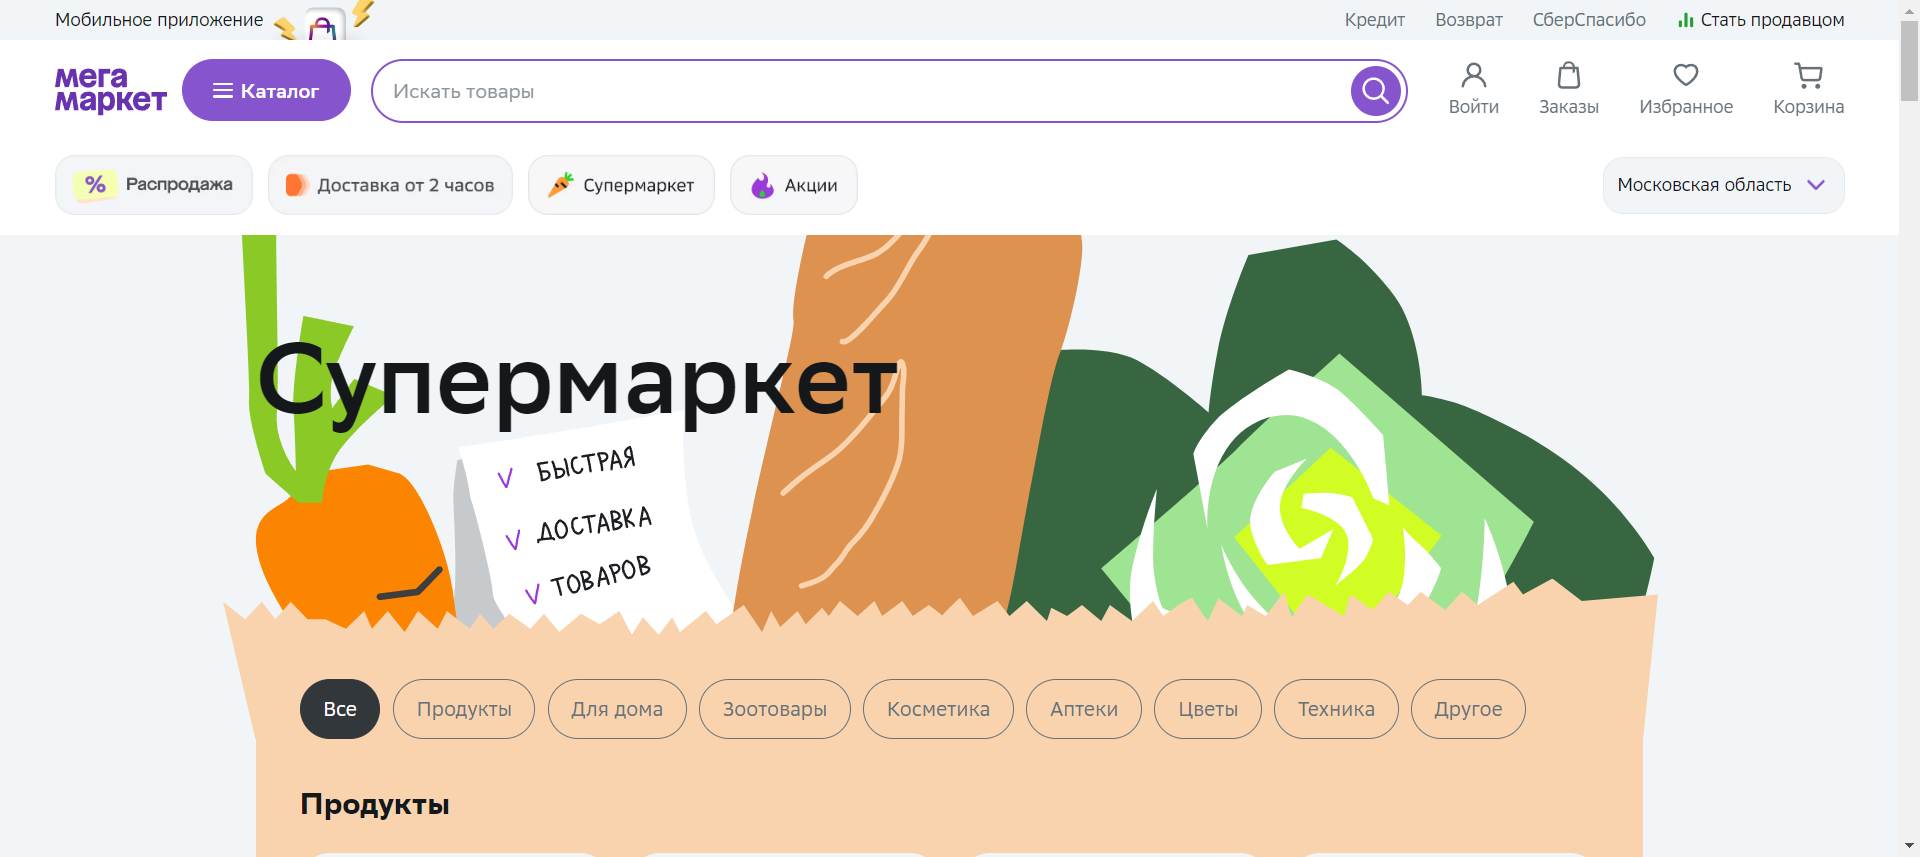 Мобильное приложение
Кредит Возврат СберСпасибо Стать продавцом
мега
маркет
Каталог
Искать товары
Войти Заказы Избранное Корзина
% Распродажа Доставка от 2 часов Супермаркет Акции Московская область
Супермаркет
БЫСТРАЯ
ДОСТАВКА
ТОВАРОВ
Все Продукты Для дома Зоотовары Косметика Аптеки Цветы Техника Другое
Продукты